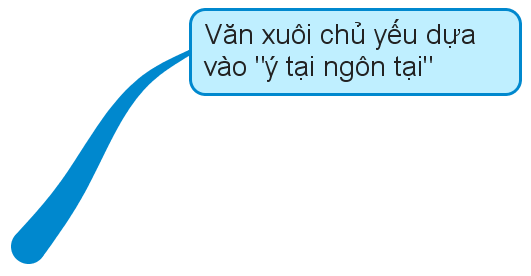 Văn xuôi chủ yếu dựa
vào "ý tại ngôn tại"